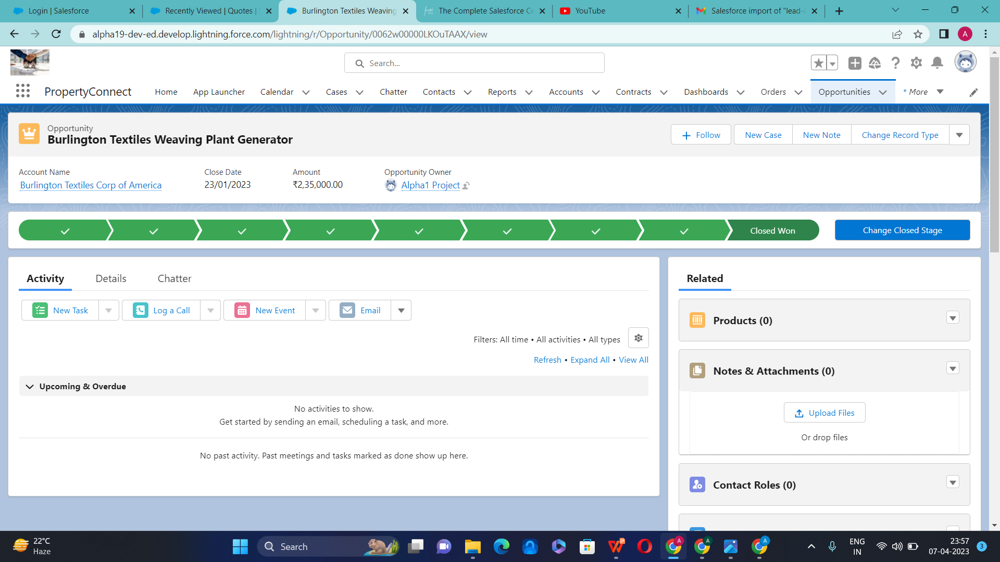 Login | Salesforce
Recently Viewed | Quotes |
Burlington Textiles Weaving
The Complete Salesforce Ce
YouTube
Salesforce import of "lead-i
alpha19-dev-ed.develop.lightning.force.com/lightning/r/Opportunity/0062w00000LKOuTAAX/view
A
Search...
PropertyConnect
Home
App Launcher
Calendar
Cases
Chatter
Contacts
Reports
Accounts
Contracts
Dashboards
Orders
Opportunities
* More
Opportunity
Burlington Textiles Weaving Plant Generator
+ Follow
New Case
New Note
Change Record Type
Account Name
Close Date
Amount
Opportunity Owner
Burlington Textiles Corp of America
23/01/2023
₹2,35,000.00
Alpha1 Project
Closed Won
Change Closed Stage
Activity
Details
Chatter
Related
New Task
Log a Call
New Event
Email
Products (0)
Filters: All time • All activities • All types
Refresh • Expand All • View All
Notes & Attachments (0)
Upcoming & Overdue
No activities to show.
Get started by sending an email, scheduling a task, and more.
Upload Files
Or drop files
No past activity. Past meetings and tasks marked as done show up here.
Contact Roles (0)
22°C
Haze
Search
A
A
A
ENG
IN
23:57
07-04-2023
3